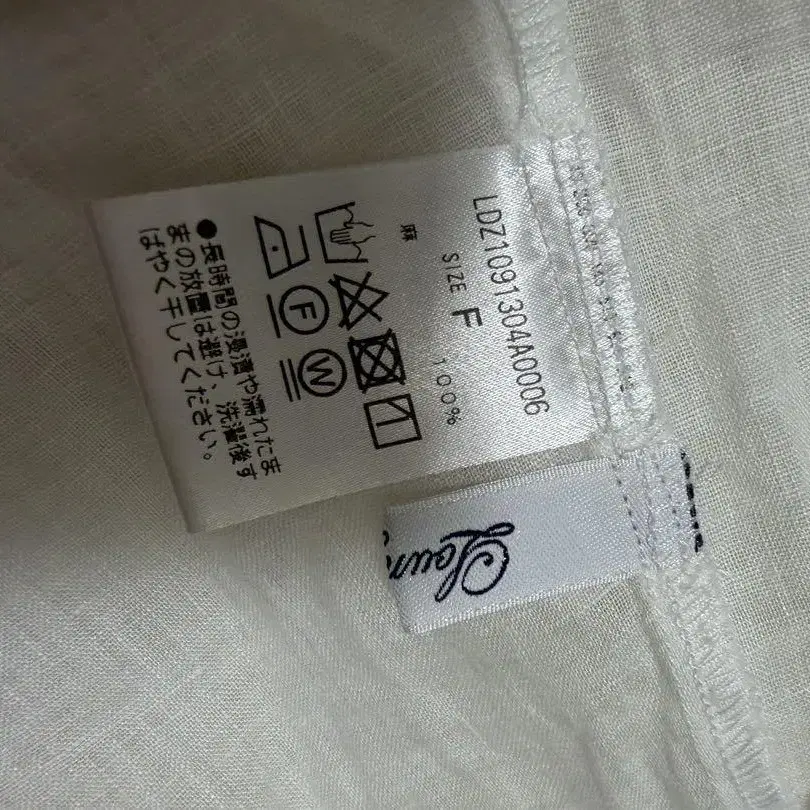 LDZ1091304A0006
SIZE F
麻 100%
F W
●長時間の浸漬や濡れたま
まの放置は避け、洗濯後す
ばやく干してください。